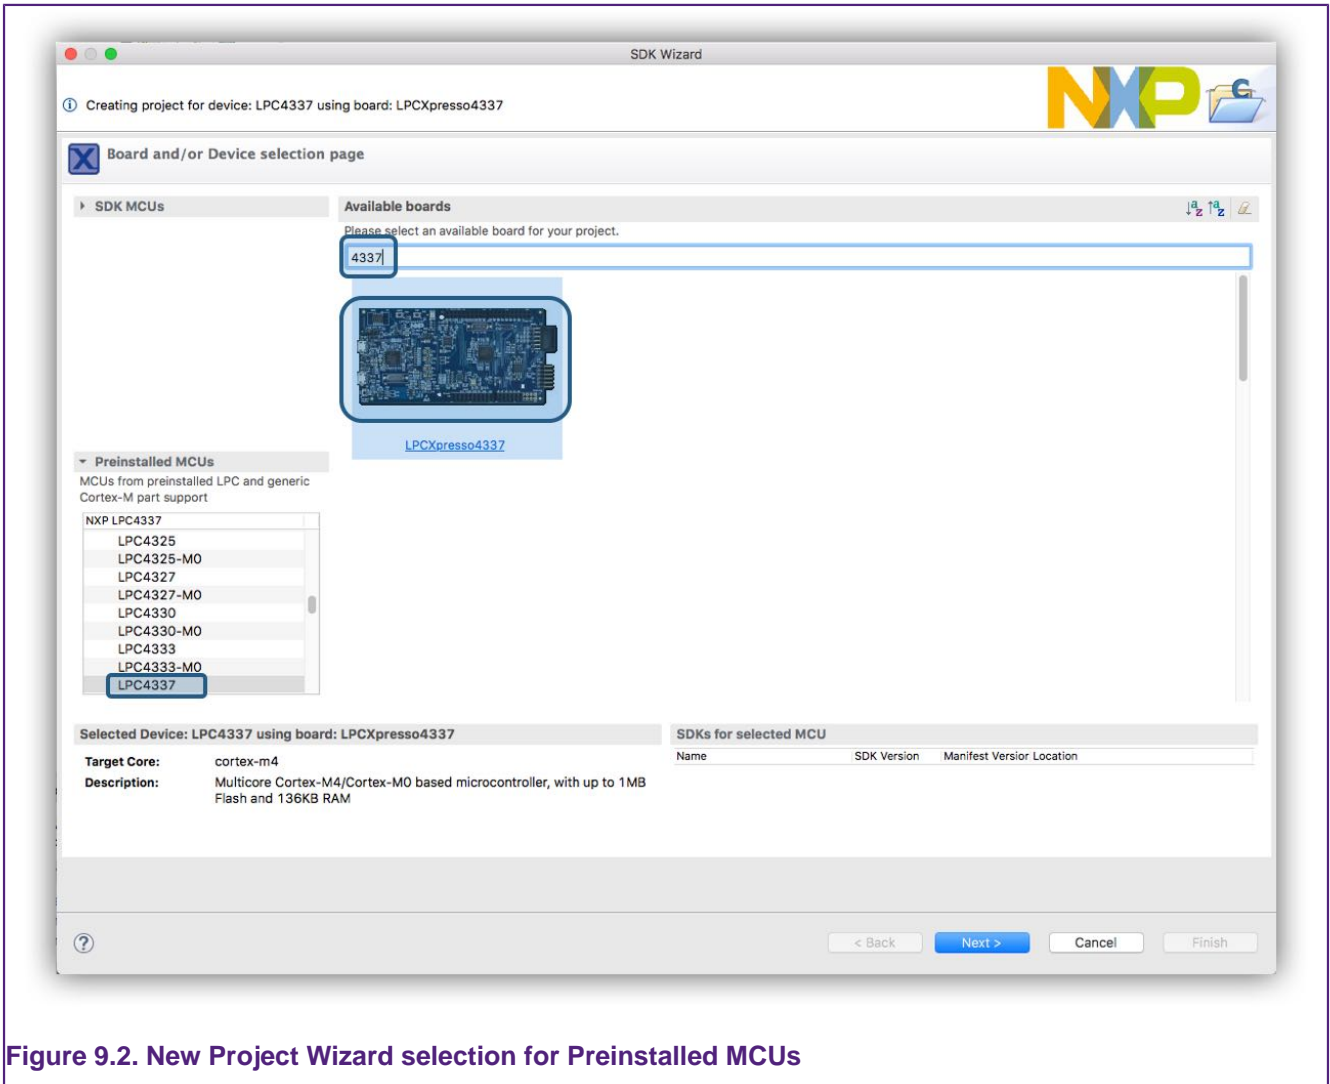 SDK Wizard
NXP
C
Creating project for device: LPC4337 using board: LPCXpresso4337
Board and/or Device selection page
SDK MCUs
Available boards
Please select an available board for your project.
4337
LPCXpresso4337
Preinstalled MCUs
MCUs from preinstalled LPC and generic
Cortex-M part support
NXP LPC4337
LPC4325
LPC4325-M0
LPC4327
LPC4327-M0
LPC4330
LPC4330-M0
LPC4333
LPC4333-M0
LPC4337
Selected Device: LPC4337 using board: LPCXpresso4337
Target Core: cortex-m4
Description: Multicore Cortex-M4/Cortex-M0 based microcontroller, with up to 1MB
Flash and 136KB RAM
SDKs for selected MCU
Name SDK Version Manifest Versior Location
? < Back Next > Cancel Finish
Figure 9.2. New Project Wizard selection for Preinstalled MCUs